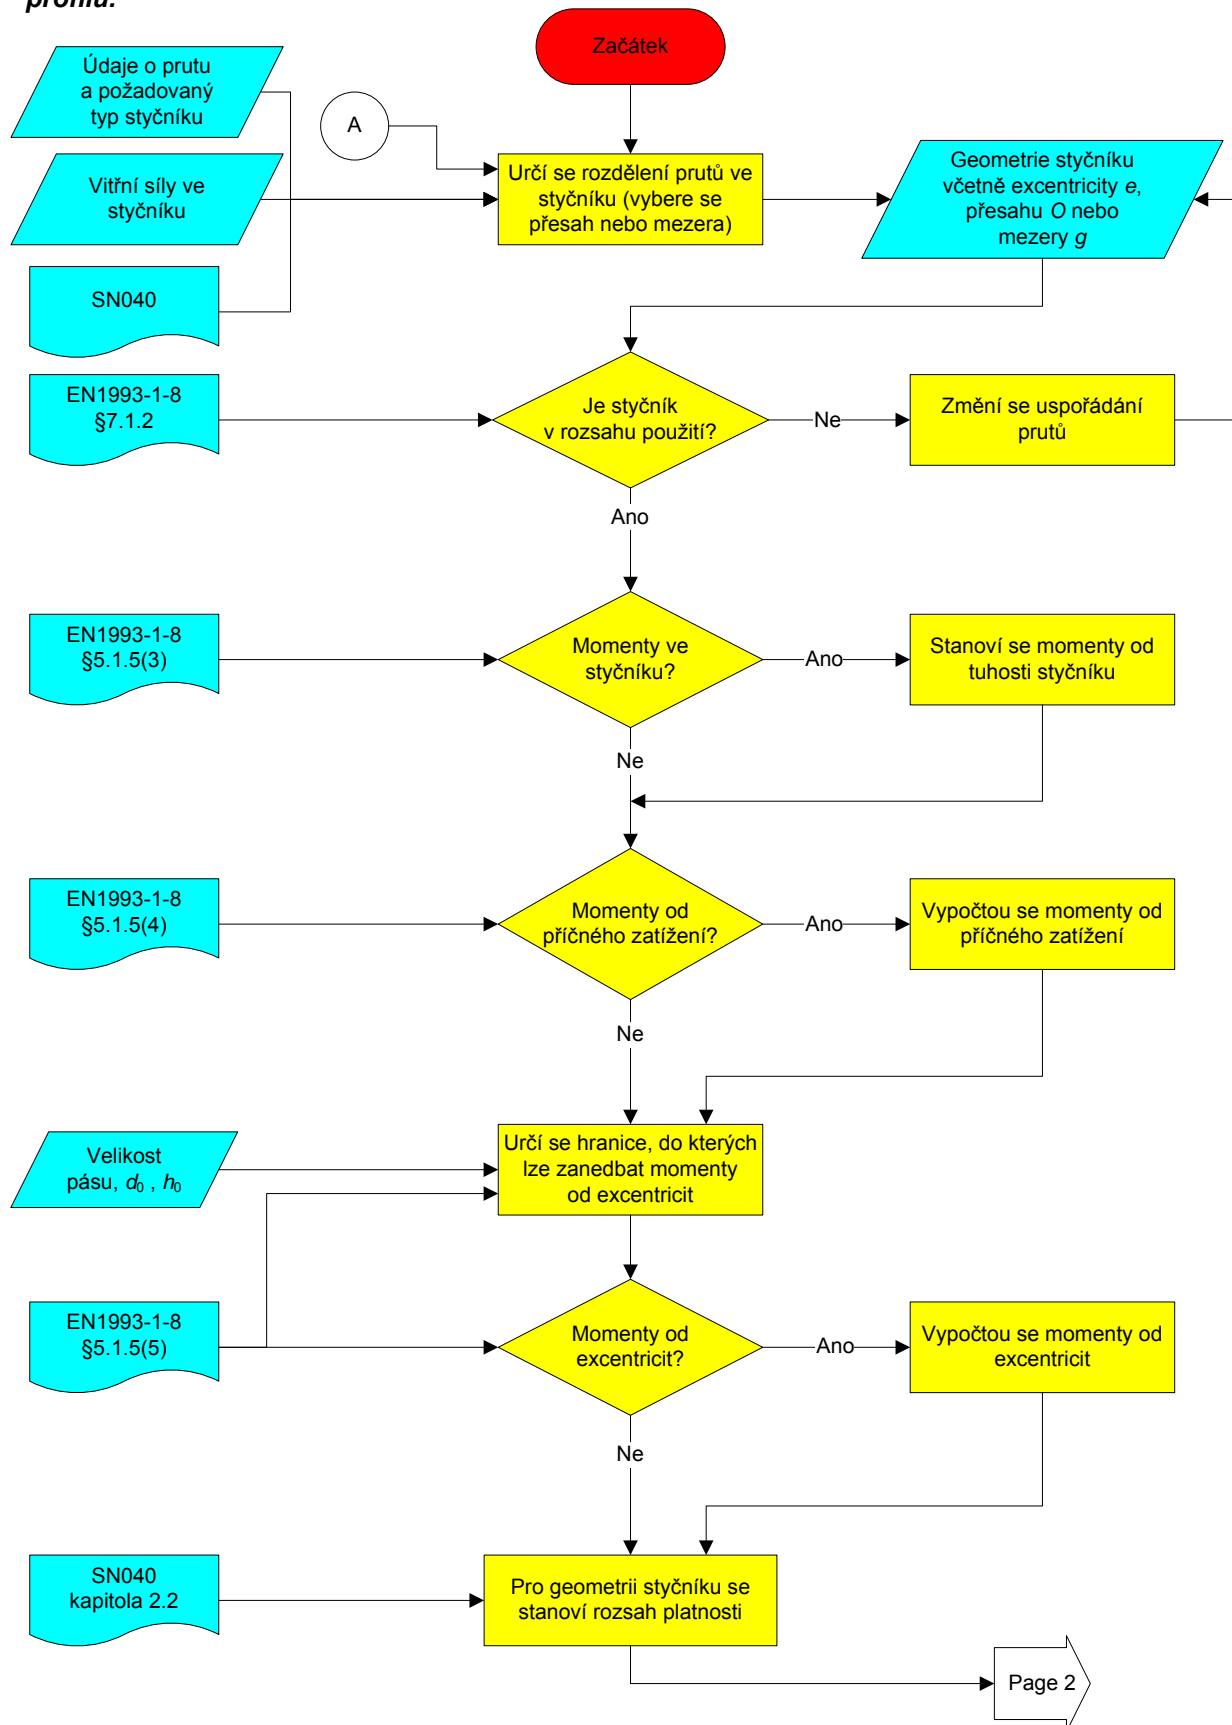 profilů.
Začátek
Údaje o prutu
a požadovaný
typ styčníku
A
Vitřní síly ve
styčníku
Určí se rozdělení prutů ve
styčníku (vybere se
přesah nebo mezera)
Geometrie styčníku
včetně excentricity e,
přesahu O nebo
mezery g
SN040
EN1993-1-8
§7.1.2
Je styčník
v rozsahu použití?
Ne
Změní se uspořádání
prutů
Ano
EN1993-1-8
§5.1.5(3)
Momenty ve
styčníku?
Ano
Stanoví se momenty od
tuhosti styčníku
Ne
EN1993-1-8
§5.1.5(4)
Momenty od
příčného zatížení?
Ano
Vypočtou se momenty od
příčného zatížení
Ne
Velikost
pásu, d0 , h0
Určí se hranice, do kterých
lze zanedbat momenty
od excentricit
EN1993-1-8
§5.1.5(5)
Momenty od
excentricit?
Ano
Vypočtou se momenty od
excentricit
Ne
SN040
kapitola 2.2
Pro geometrii styčníku se
stanoví rozsah platnosti
Page 2